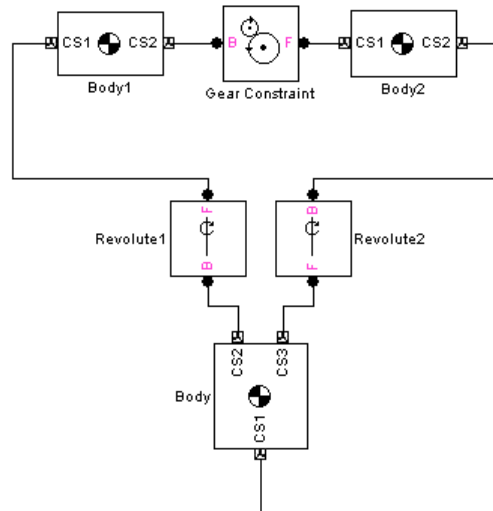 CS1 CS2 B F CS1 CS2
Body1 Gear Constraint Body2
F B
Revolute1 Revolute2
B F
CS2 CS3
Body
CS1